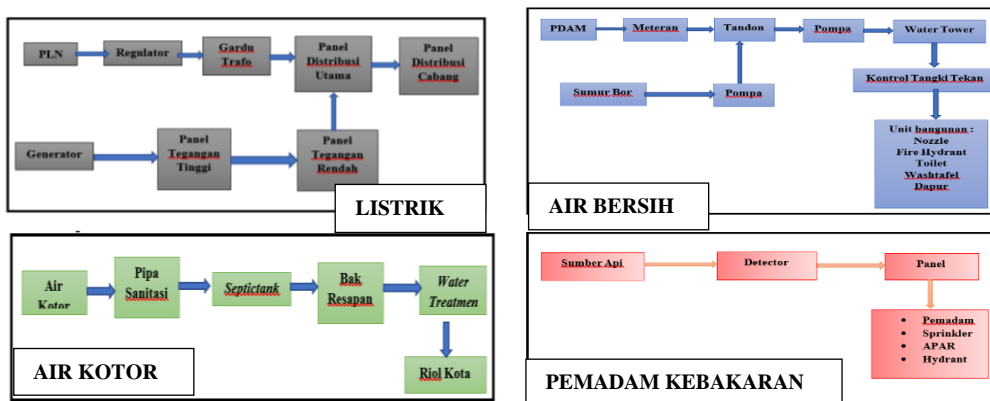 PLN
Regulator
Gardu
Trafo
Panel
Distribusi
Utama
Panel
Distribusi
Cabang
Generator
Panel
Tegangan
Tinggi
Panel
Tegangan
Rendah
LISTRIK
PDAM
Meteran
Tandon
Pompa
Water Tower
Sumur Bor
Pompa
Kontrol Tangki Tekan
Unit bangunan :
Nozzle
Fire Hydrant
Toilet
Washtafel
Dapur
AIR BERSIH
Air
Kotor
Pipa
Sanitasi
Septictank
Bak
Resapan
Water
Treatmen
Riol Kota
AIR KOTOR
Sumber Api
Detector
Panel
• Pemadam
• Sprinkler
• APAR
• Hydrant
PEMADAM KEBAKARAN